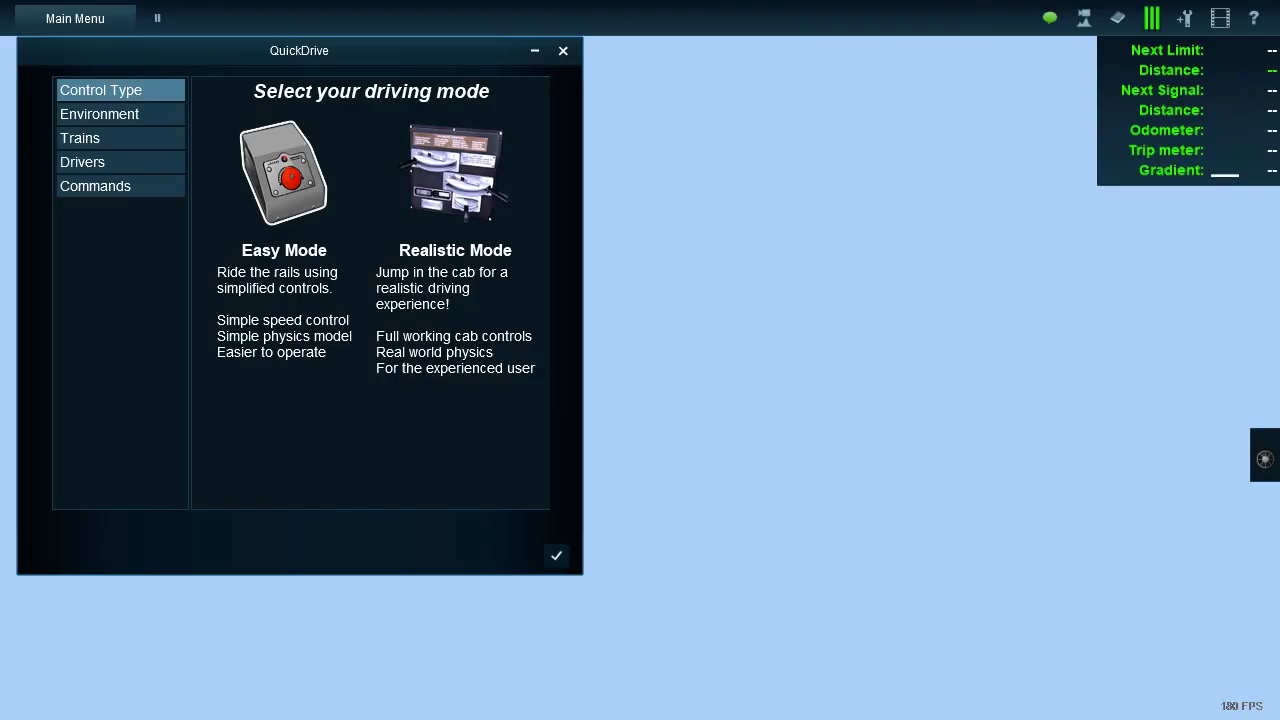 Main Menu
QuickDrive
Control Type
Environment
Trains
Drivers
Commands
Select your driving mode
Easy Mode
Ride the rails using
simplified controls.
Simple speed control
Simple physics model
Easier to operate
Realistic Mode
Jump in the cab for a
realistic driving
experience!
Full working cab controls
Real world physics
For the experienced user
Next Limit: --
Distance: --
Next Signal: --
Distance: --
Odometer: --
Trip meter: --
Gradient: --
180 FPS